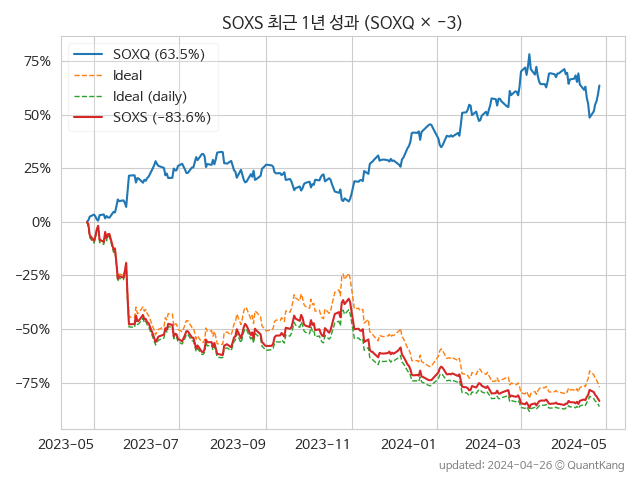 SOXS 최근 1년 성과 (SOXQ × −3)
SOXQ (63.5%)
Ideal
Ideal (daily)
SOXS (−83.6%)
75%
50%
25%
0%
−25%
−50%
−75%
2023-05 2023-07 2023-09 2023-11 2024-01 2024-03 2024-05
updated: 2024-04-26 © QuantKang